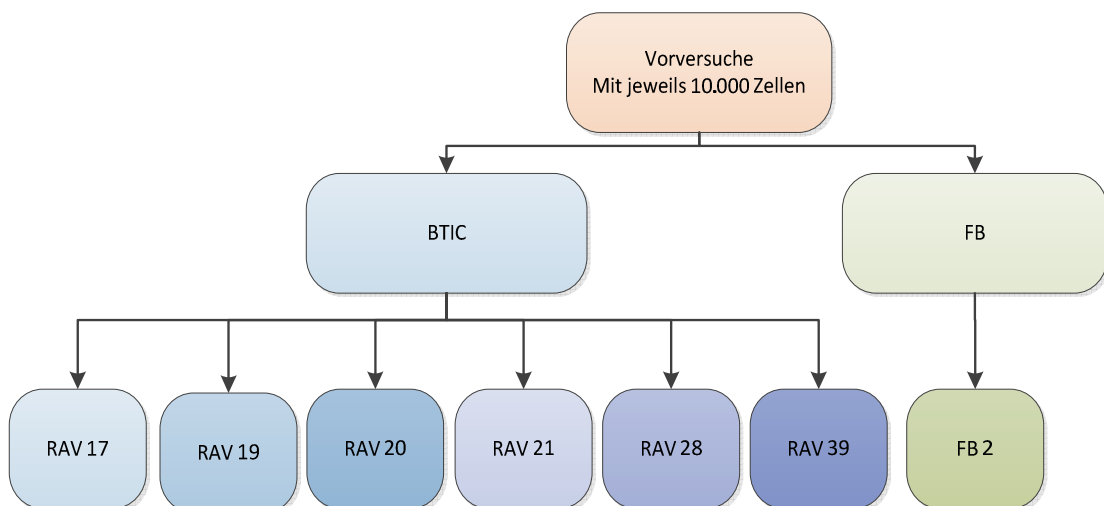 Vorversuche
Mit jeweils 10.000 Zellen
BTIC
FB
RAV 17
RAV 19
RAV 20
RAV 21
RAV 28
RAV 39
FB 2